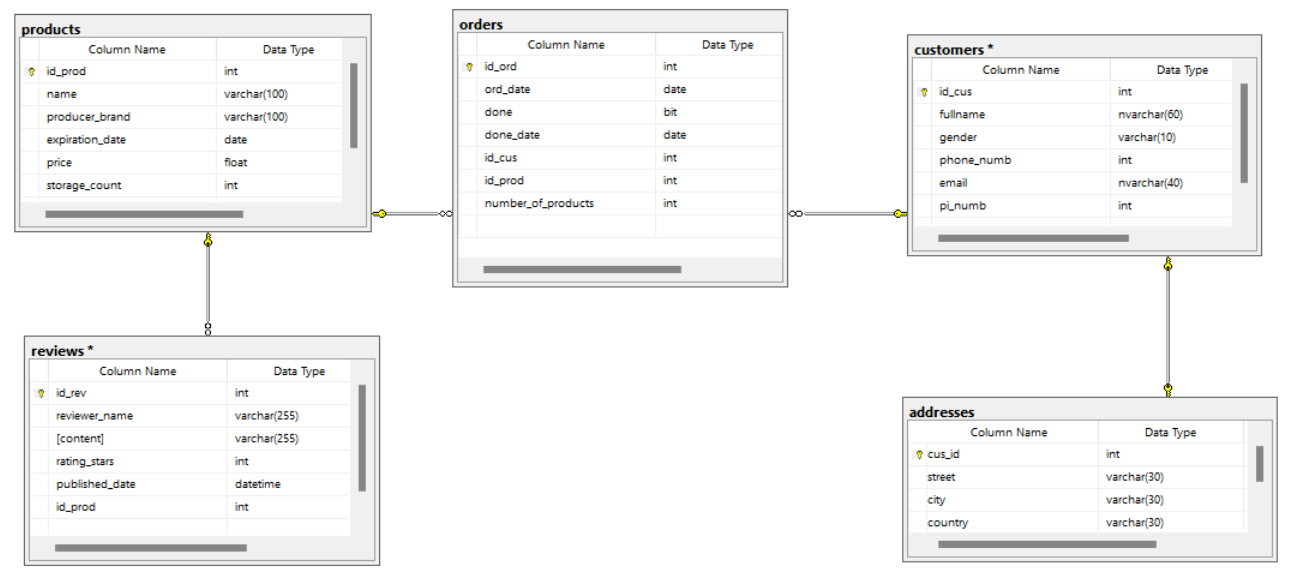 products
Column Name Data Type
id_prod int
name varchar(100)
producer_brand varchar(100)
expiration_date date
price float
storage_count int
orders
Column Name Data Type
id_ord int
ord_date date
done bit
done_date date
id_cus int
id_prod int
number_of_products int
customers *
Column Name Data Type
id_cus int
fullname nvarchar(60)
gender varchar(10)
phone_numb int
email nvarchar(40)
pi_numb int
reviews *
Column Name Data Type
id_rev int
reviewer_name varchar(255)
[content] varchar(255)
rating_stars int
published_date datetime
id_prod int
addresses
Column Name Data Type
cus_id int
street varchar(30)
city varchar(30)
country varchar(30)